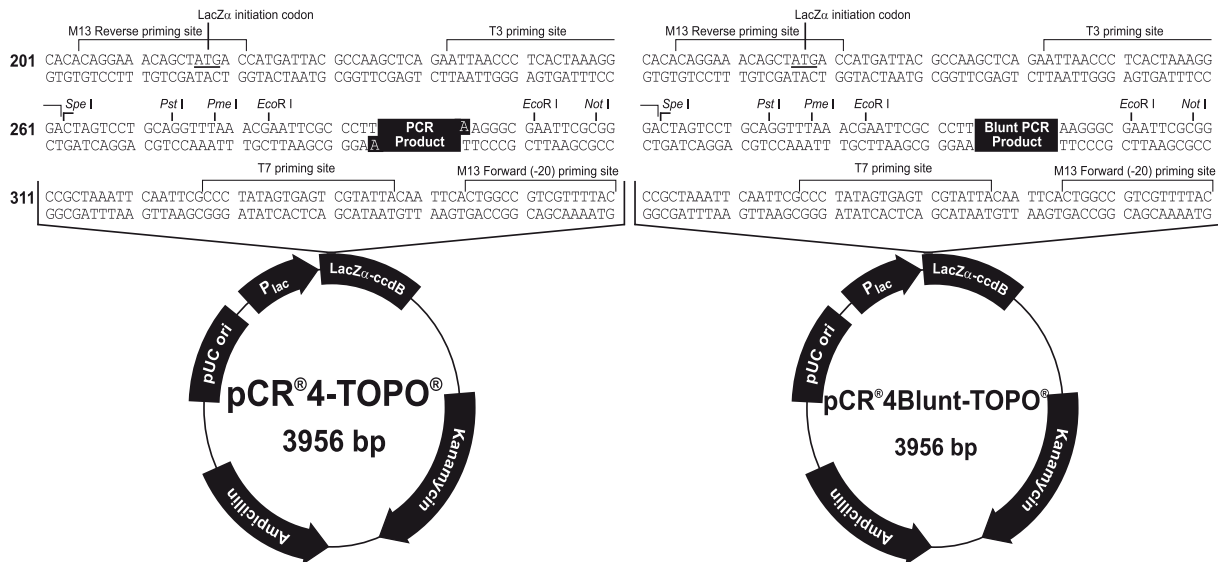 LacZα initiation codon
M13 Reverse priming site
T3 priming site
201 CACACAGGAA ACAGCTATGA CCATGATTAC GCCAAGCTCA GAATTAACCC TCACTAAAGG
GTGTGTCCTT TGTCGATACT GGTACTAATG CGGTTCGAGT CTTAATTGGG AGTGATTTCC
Spe I Pst I Pme I EcoR I EcoR I Not I
261 GACTAGTCCT GCAGGTTTAA ACGAATTCGC CCTT PCR Product A AGGGC GAATTCGCGG
CTGATCAGGA CGTCCAAATT TGCTTAAGCG GGA A TTCCCG CTTAAGCGCC
T7 priming site
M13 Forward (-20) priming site
311 CCGCTAAATT CAATTCGCCC TATAGTGAGT CGTATTACAA TTCACTGGCC GTCGTTTTAC
GGCGATTTAA GTTAAGCGGG ATATCACTCA GCATAATGTT AAGTGACCGG CAGCAAAATG
Plac
LacZα-ccdB
pUC ori
pCR®4-TOPO®
3956 bp
Kanamycin
Ampicillin
LacZα initiation codon
M13 Reverse priming site
T3 priming site
CACACAGGAA ACAGCTATGA CCATGATTAC GCCAAGCTCA GAATTAACCC TCACTAAAGG
GTGTGTCCTT TGTCGATACT GGTACTAATG CGGTTCGAGT CTTAATTGGG AGTGATTTCC
Spe I Pst I Pme I EcoR I EcoR I Not I
GACTAGTCCT GCAGGTTTAA ACGAATTCGC CCTT Blunt PCR Product AAGGGC GAATTCGCGG
CTGATCAGGA CGTCCAAATT TGCTTAAGCG GGAA TTCCCG CTTAAGCGCC
T7 priming site
M13 Forward (-20) priming site
CCGCTAAATT CAATTCGCCC TATAGTGAGT CGTATTACAA TTCACTGGCC GTCGTTTTAC
GGCGATTTAA GTTAAGCGGG ATATCACTCA GCATAATGTT AAGTGACCGG CAGCAAAATG
Plac
LacZα-ccdB
pUC ori
pCR®4Blunt-TOPO®
3956 bp
Kanamycin
Ampicillin